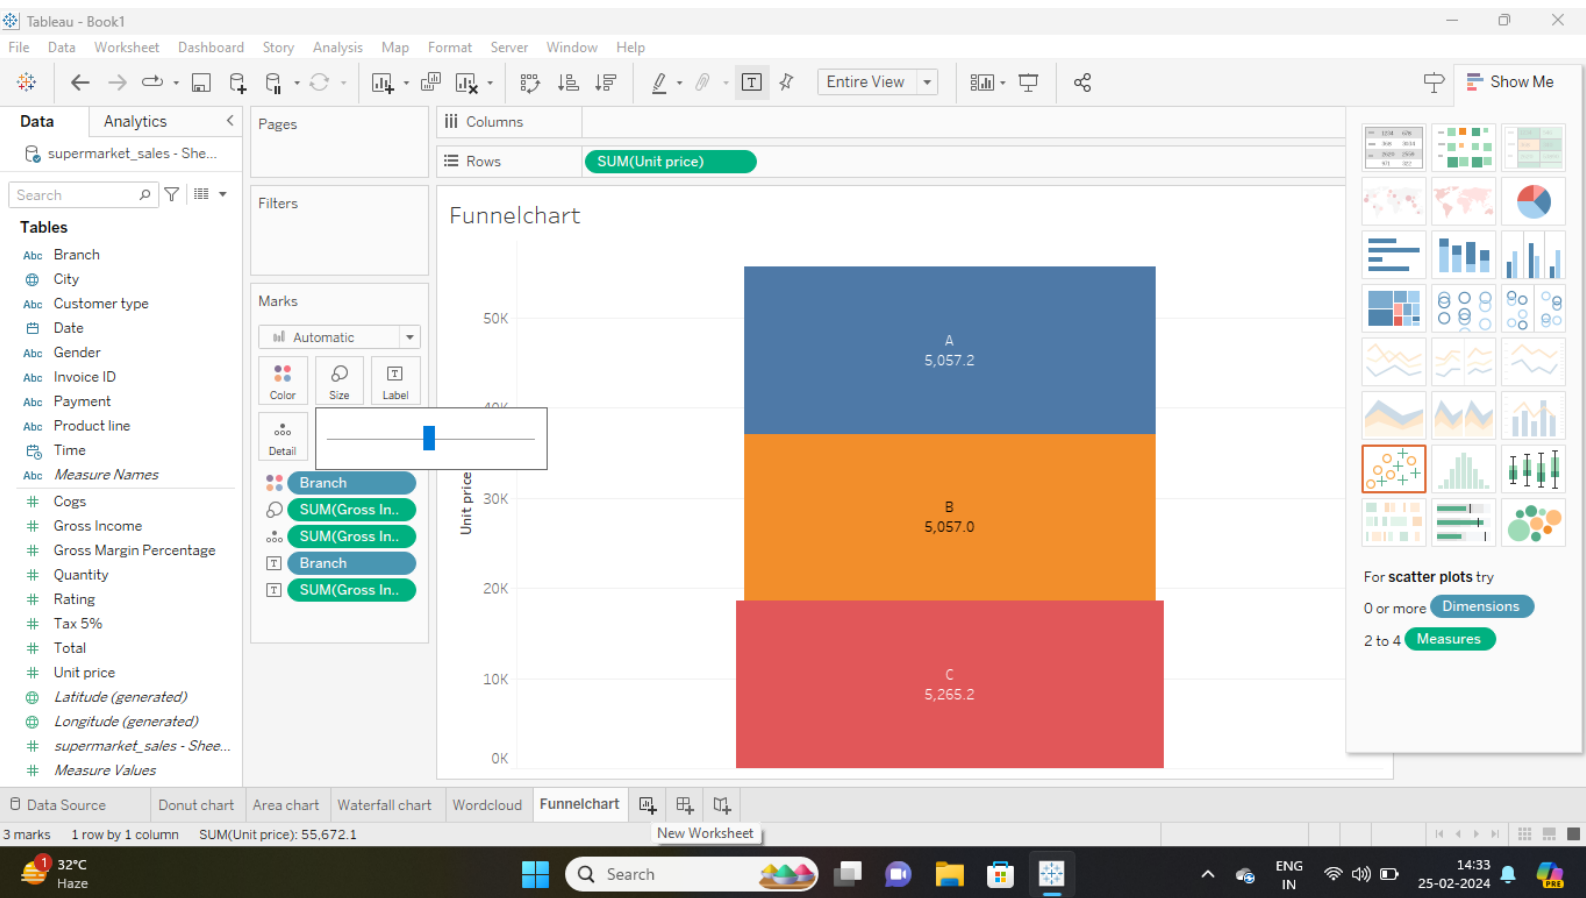 Tableau - Book1
File Data Worksheet Dashboard Story Analysis Map Format Server Window Help
Entire View
Show Me
Data Analytics
supermarket_sales - She...
Search
Tables
Abc Branch
City
Abc Customer type
Date
Abc Gender
Abc Invoice ID
Abc Payment
Abc Product line
Time
Abc Measure Names
# Cogs
# Gross Income
# Gross Margin Percentage
# Quantity
# Rating
# Tax 5%
# Total
# Unit price
Latitude (generated)
Longitude (generated)
# supermarket_sales - Shee...
# Measure Values
Pages
Filters
Marks
Automatic
Color Size Label
Detail
Branch
SUM(Gross In..
SUM(Gross In..
Branch
SUM(Gross In..
Columns
Rows SUM(Unit price)
Funnelchart
Unit price
50K
40K
30K
20K
10K
0K
A
5,057.2
B
5,057.0
C
5,265.2
For scatter plots try
0 or more Dimensions
2 to 4 Measures
Data Source Donut chart Area chart Waterfall chart Wordcloud Funnelchart
New Worksheet
3 marks 1 row by 1 column SUM(Unit price): 55,672.1
1
32°C
Haze
Search
ENG
IN
14:33
25-02-2024
PRE